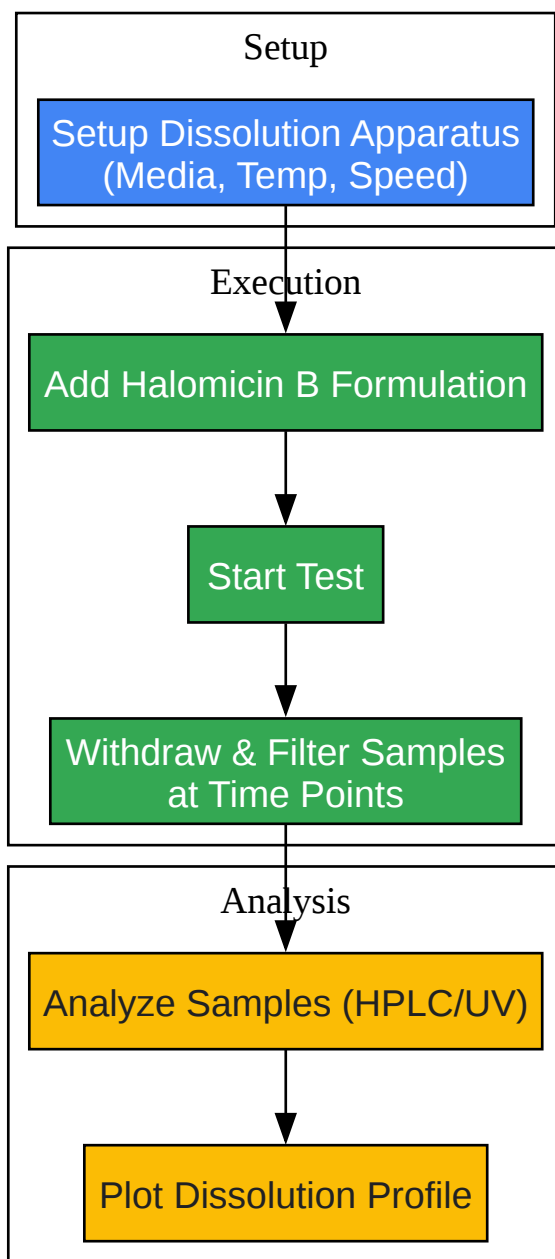 Setup
Setup Dissolution Apparatus
(Media, Temp, Speed)
Execution
Add Halomicin B Formulation
Start Test
Withdraw & Filter Samples
at Time Points
Analysis
Analyze Samples (HPLC/UV)
Plot Dissolution Profile